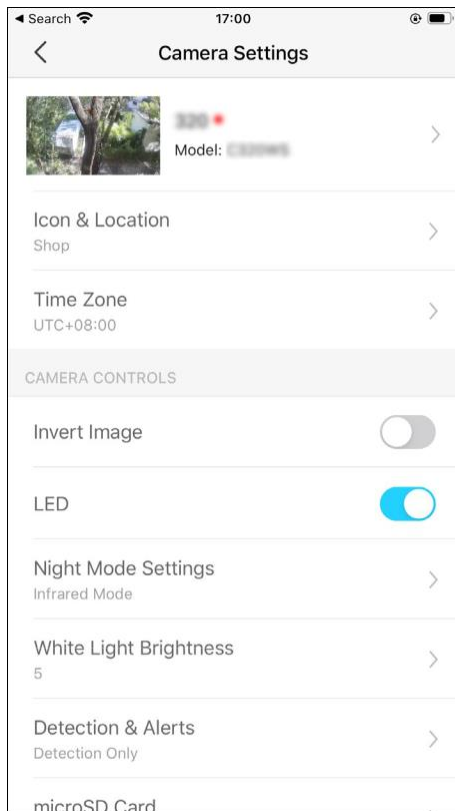 Search
17:00
Camera Settings
320
Model:
Icon & Location
Shop
Time Zone
UTC+08:00
CAMERA CONTROLS
Invert Image
LED
Night Mode Settings
Infrared Mode
White Light Brightness
5
Detection & Alerts
Detection Only
microSD Card